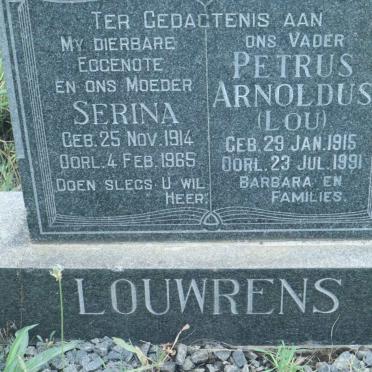 TER GEDACTENIS AAN
MY DIERBARE
EGGENOTE
EN ONS MOEDER
SERINA
GEB. 25 NOV. 1914
OORL. 4 FEB. 1965
DOEN SLEGS U WIL
HEER.
ONS VADER
PETRUS
ARNOLDUS
(LOU)
GEB. 29 JAN. 1915
OORL. 23 JUL. 1991
BARBARA EN
FAMILIES.
LOUWRENS